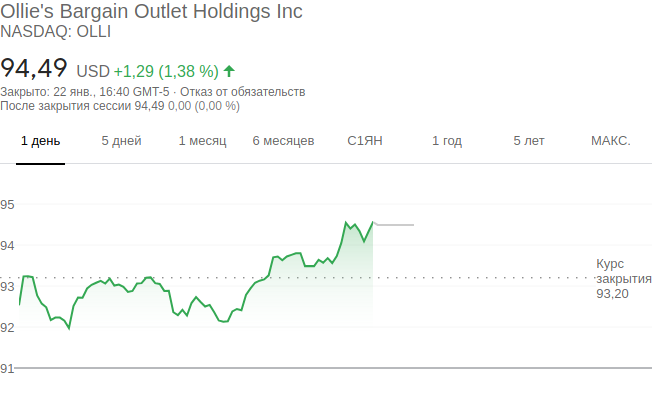 Ollie's Bargain Outlet Holdings Inc
NASDAQ: OLLI
94,49 USD +1,29 (1,38 %)
Закрыто: 22 янв., 16:40 GMT-5 · Отказ от обязательств
После закрытия сессии 94,49 0,00 (0,00 %)
1 день 5 дней 1 месяц 6 месяцев С1ЯН 1 год 5 лет МАКС.
95
94
Курс
закрытия
93
93,20
92
91